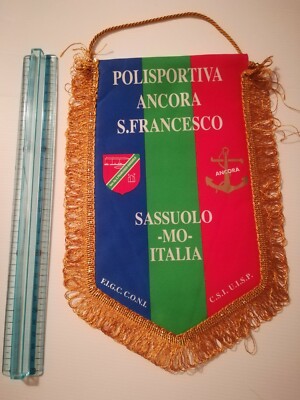 POLISPORTIVA
ANCORA
S.FRANCESCO
ANCORA
SASSUOLO
-MO-
ITALIA
F.I.G.C. C.O.N.I.
C.S.I. U.I.S.P.